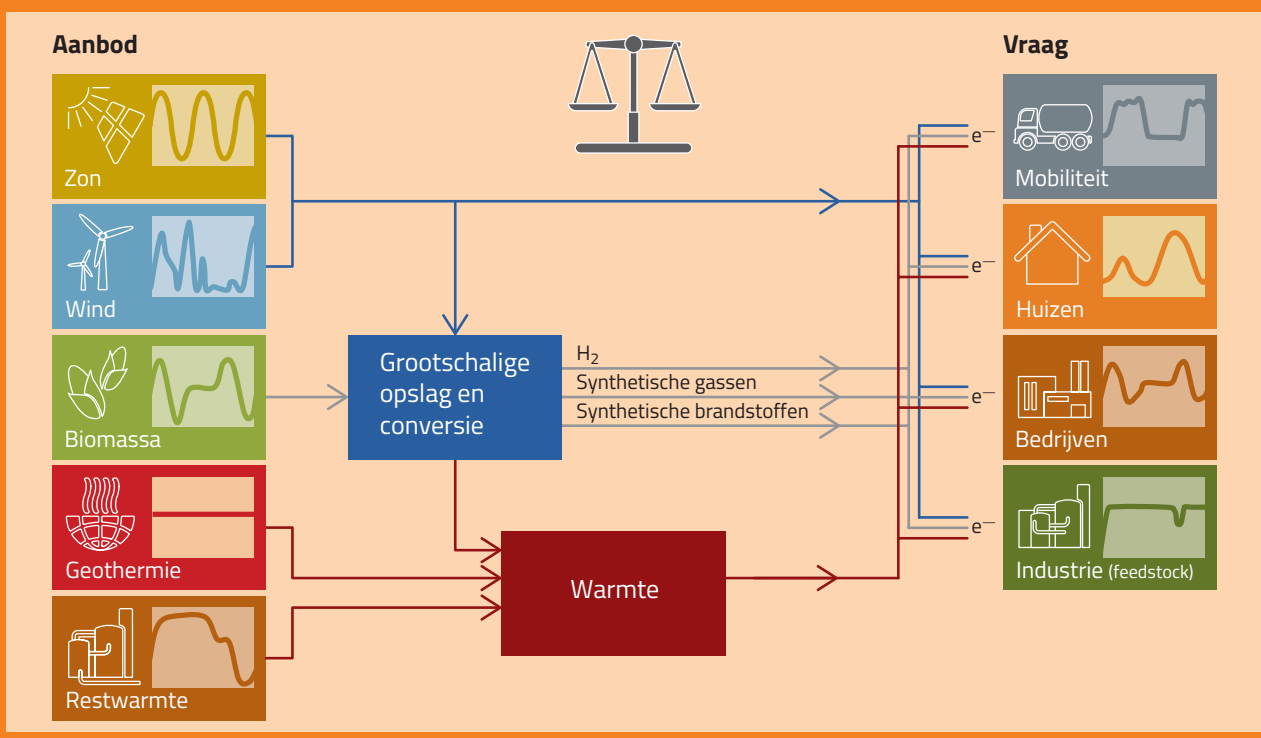 Aanbod
Zon
Wind
Biomassa
Geothermie
Restwarmte
Grootschalige
opslag en
conversie
H₂
Synthetische gassen
Synthetische brandstoffen
Warmte
e⁻
e⁻
e⁻
e⁻
Vraag
Mobiliteit
Huizen
Bedrijven
Industrie (feedstock)